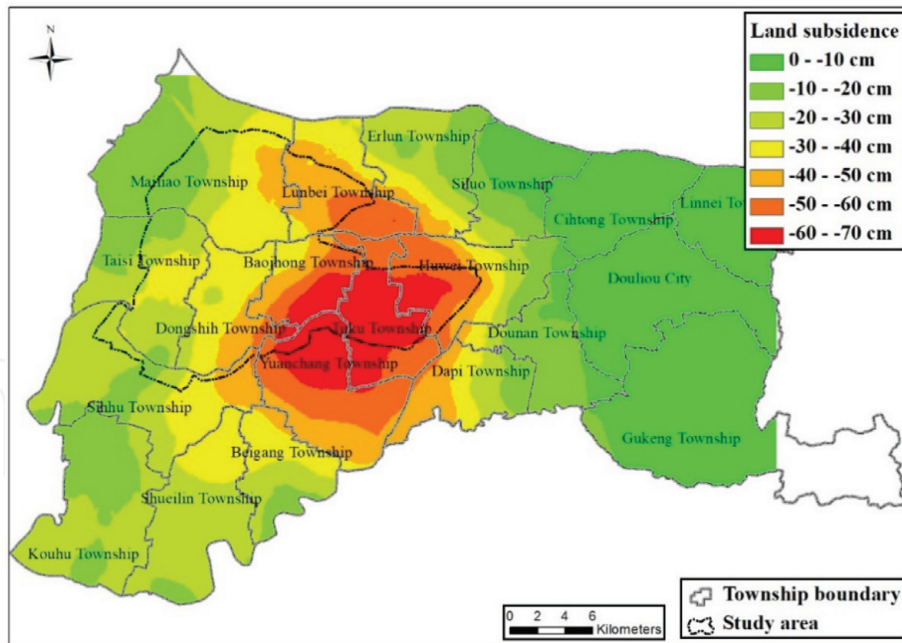 N
Land subsidence
0 - -10 cm
-10 - -20 cm
-20 - -30 cm
-30 - -40 cm
-40 - -50 cm
-50 - -60 cm
-60 - -70 cm
Erlun Township
Mailiao Township
Lunbei Township
Siluo Township
Linnei To
Cihtong Township
Taisi Township
Baojhong Township
Huwei Township
Douliou City
Dongshih Township
Tuku Township
Dounan Township
Yuanchang Township
Dapi Township
Sihhu Township
Gukeng Township
Beigang Township
Shueilin Township
Kouhu Township
Township boundary
Study area
0 2 4 6
Kilometers